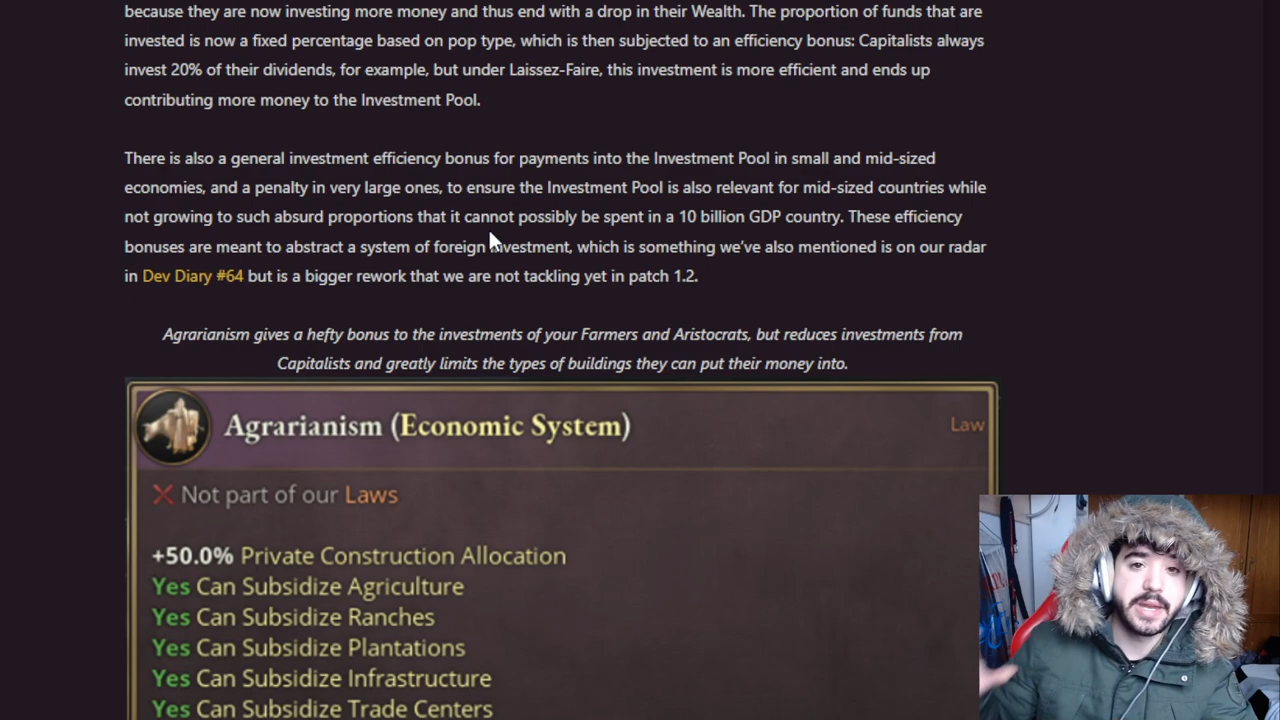 because they are now investing more money and thus end with a drop in their Wealth. The proportion of funds that are
invested is now a fixed percentage based on pop type, which is then subjected to an efficiency bonus: Capitalists always
invest 20% of their dividends, for example, but under Laissez-Faire, this investment is more efficient and ends up
contributing more money to the Investment Pool.
There is also a general investment efficiency bonus for payments into the Investment Pool in small and mid-sized
economies, and a penalty in very large ones, to ensure the Investment Pool is also relevant for mid-sized countries while
not growing to such absurd proportions that it cannot possibly be spent in a 10 billion GDP country. These efficiency
bonuses are meant to abstract a system of foreign investment, which is something we've also mentioned is on our radar
in Dev Diary #64 but is a bigger rework that we are not tackling yet in patch 1.2.
Agrarianism gives a hefty bonus to the investments of your Farmers and Aristocrats, but reduces investments from
Capitalists and greatly limits the types of buildings they can put their money into.
Agrarianism (Economic System)
Law
Not part of our Laws
+50.0% Private Construction Allocation
Yes Can Subsidize Agriculture
Yes Can Subsidize Ranches
Yes Can Subsidize Plantations
Yes Can Subsidize Infrastructure
Yes Can Subsidize Trade Centers